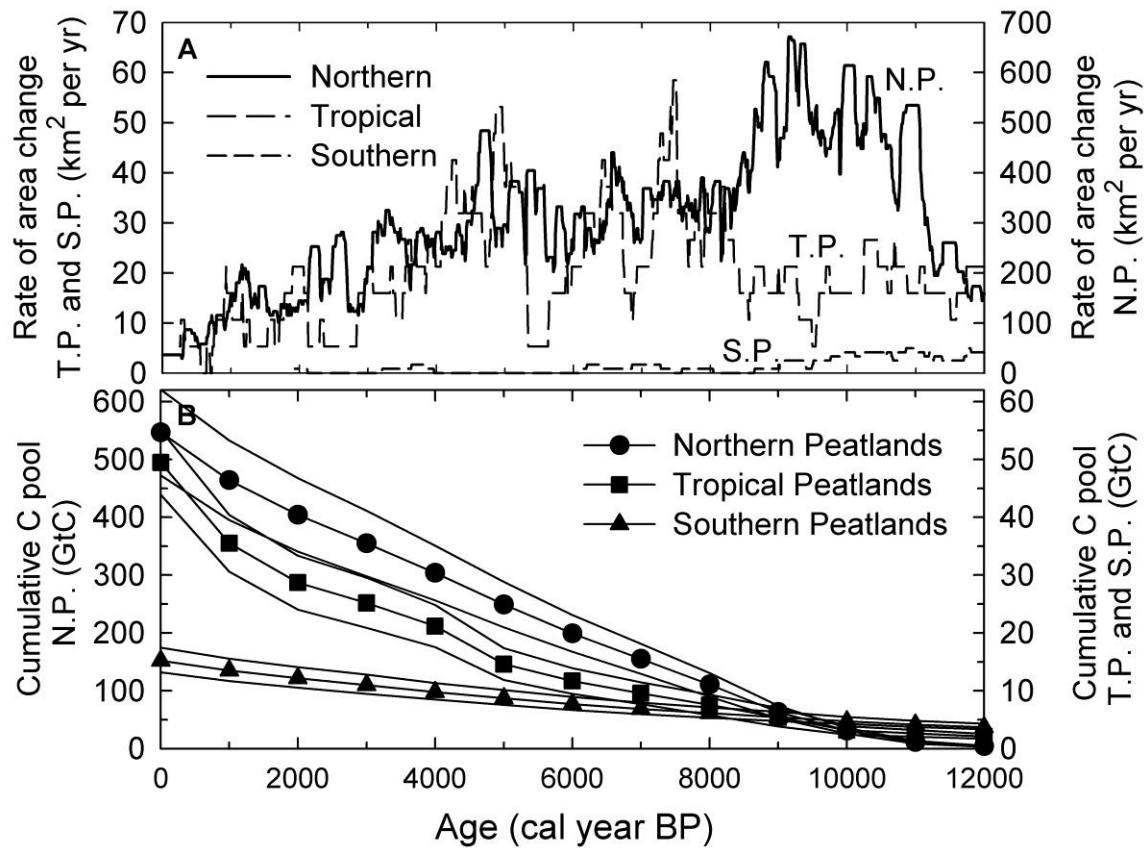 A
Rate of area change
T.P. and S.P. (km² per yr)
70
60
50
40
30
20
10
0
Northern
Tropical
Southern
N.P.
T.P.
S.P.
700
600
500
400
300
200
100
0
Rate of area change
N.P. (km² per yr)
B
Cumulative C pool
N.P. (GtC)
600
500
400
300
200
100
0
Northern Peatlands
Tropical Peatlands
Southern Peatlands
60
50
40
30
20
10
0
Cumulative C pool
T.P. and S.P. (GtC)
0 2000 4000 6000 8000 10000 12000
Age (cal year BP)